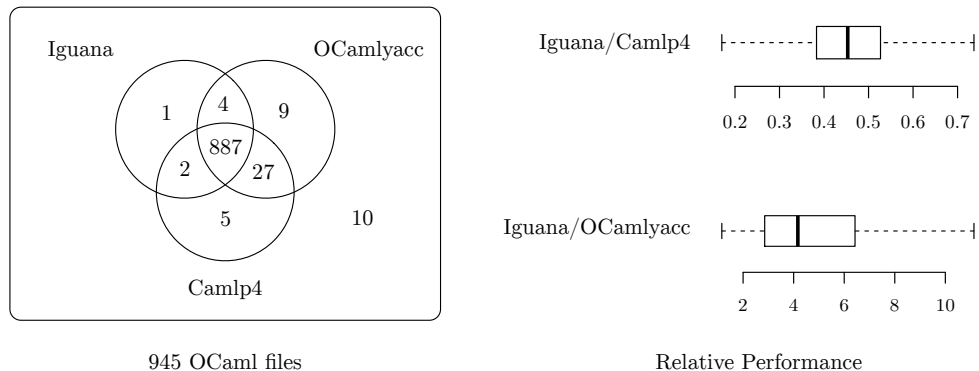 Iguana
OCamlyacc
1
4
9
887
2
27
5
10
Camlp4
945 OCaml files
Iguana/Camlp4
0.2 0.3 0.4 0.5 0.6 0.7
Iguana/OCamlyacc
2 4 6 8 10
Relative Performance